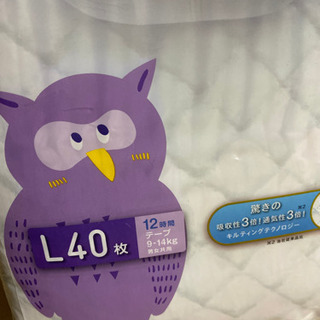 L40枚
12時間
テープ
9-14kg
男女共用
驚きの
吸収性3倍!通気性3倍!
キルティングテクノロジー